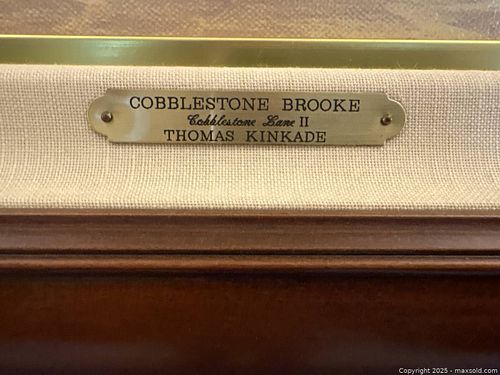 COBBLESTONE BROOKE
Cobblestone Lane II
THOMAS KINKADE
Copyright 2025 - maxsold.com